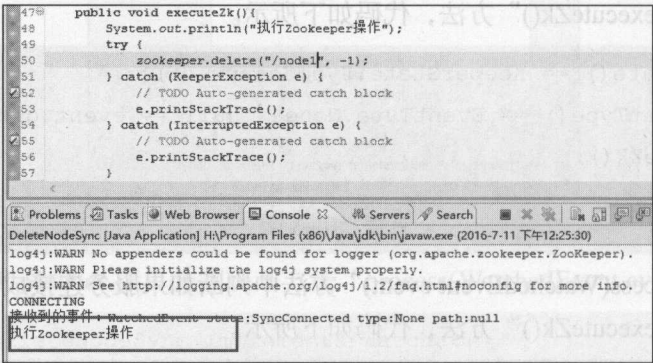 47 public void executeZk(){
48 System.out.println("执行Zookeeper操作");
49 try {
50 zookeeper.delete("/node1", -1);
51 } catch (KeeperException e) {
52 // TODO Auto-generated catch block
53 e.printStackTrace();
54 } catch (InterruptedException e) {
55 // TODO Auto-generated catch block
56 e.printStackTrace();
57 }
Problems Tasks Web Browser Console Servers Search
DeleteNodeSync [Java Application] H:\Program Files (x86)\Java\jdk\bin\javaw.exe (2016-7-11 下午12:25:30)
log4j:WARN No appenders could be found for logger (org.apache.zookeeper.ZooKeeper).
log4j:WARN Please initialize the log4j system properly.
log4j:WARN See http://logging.apache.org/log4j/1.2/faq.html#noconfig for more info.
CONNECTING
接收到的事件：WatchedEvent state:SyncConnected type:None path:null
执行Zookeeper操作